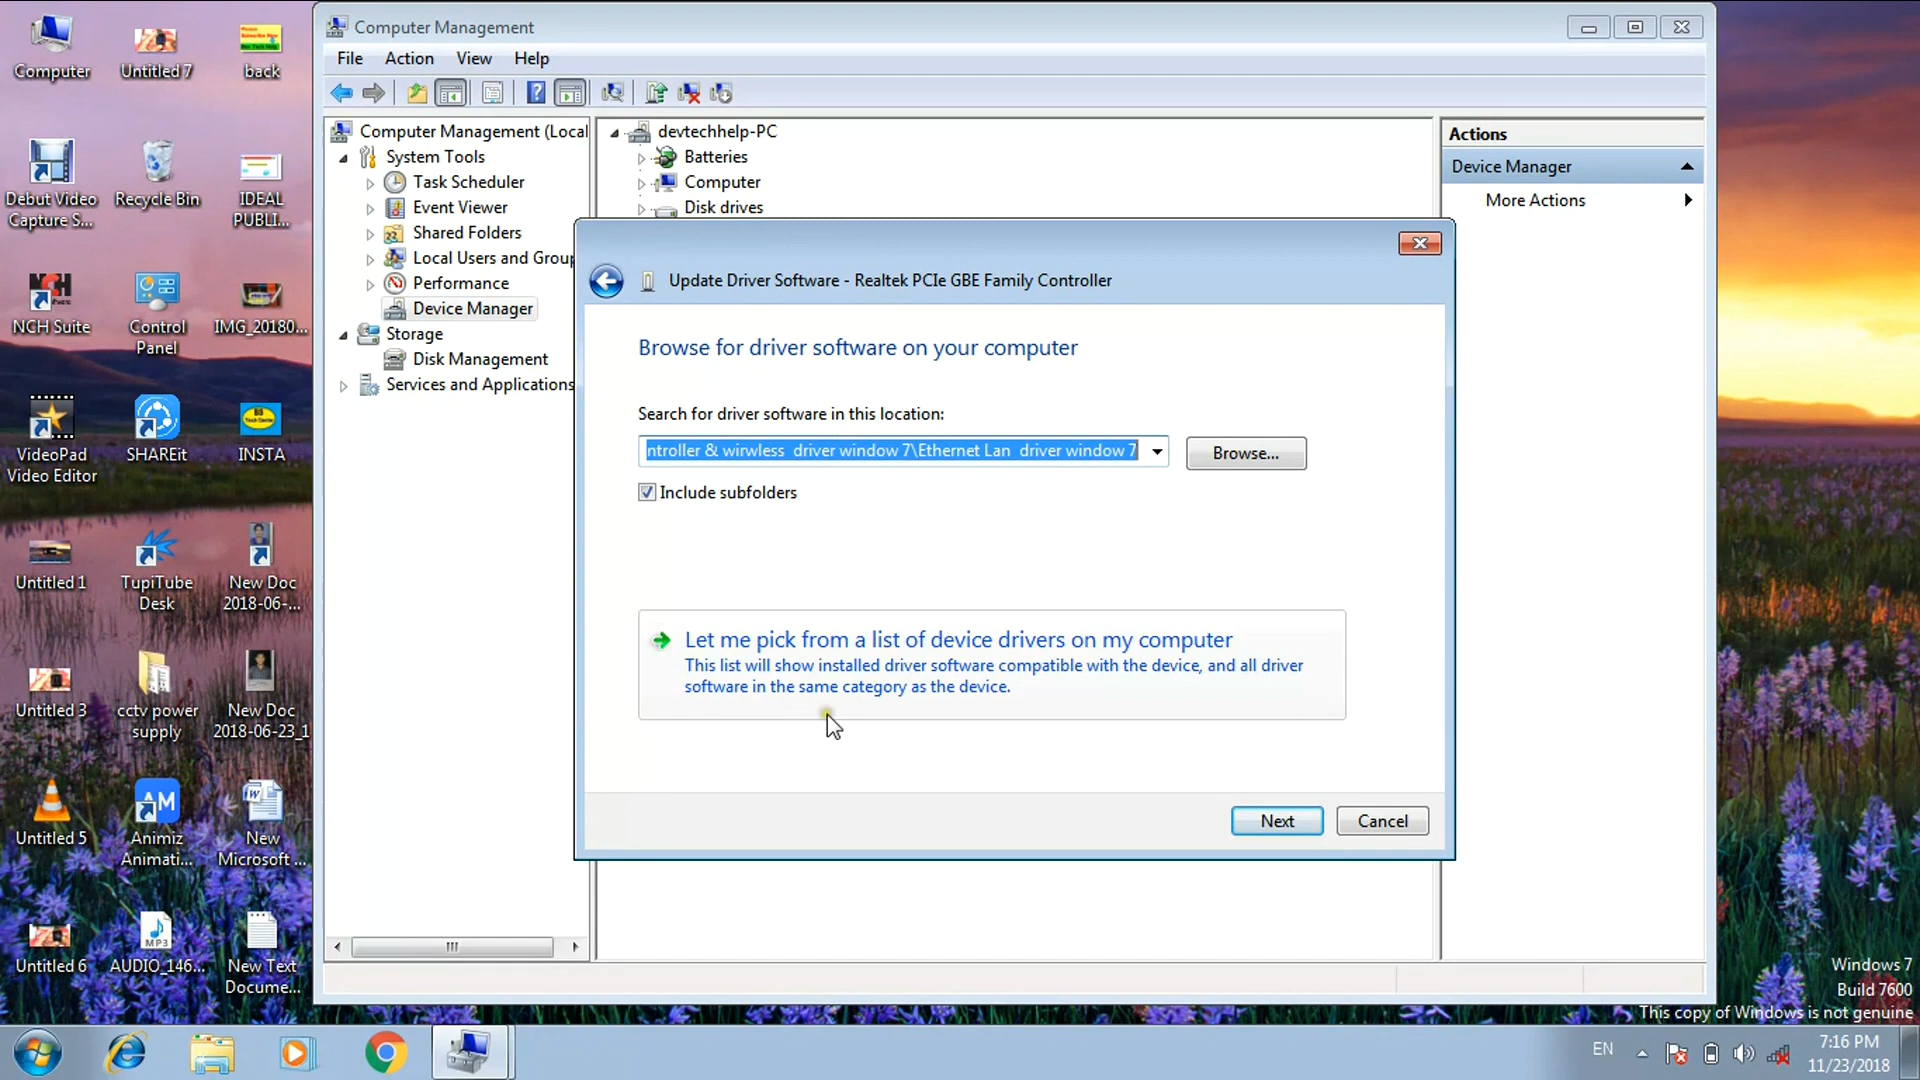 Computer
Untitled 7
back
Debut Video
Capture S...
Recycle Bin
IDEAL
PUBLI...
NCH Suite
Control
Panel
IMG_20180...
VideoPad
Video Editor
SHAREit
INSTA
Untitled 1
TupiTube
Desk
New Doc
2018-06-...
Untitled 3
cctv power
supply
New Doc
2018-06-23_1
Untitled 5
AM
Animiz
Animati...
New
Microsoft ...
Untitled 6
MP3
AUDIO_146...
New Text
Docume...
Computer Management
File Action View Help
Computer Management (Local
System Tools
Task Scheduler
Event Viewer
Shared Folders
Local Users and Group
Performance
Device Manager
Storage
Disk Management
Services and Applications
devtechhelp-PC
Batteries
Computer
Disk drives
Actions
Device Manager
More Actions
Update Driver Software - Realtek PCIe GBE Family Controller
Browse for driver software on your computer
Search for driver software in this location:
ntroller & wirwless driver window 7\Ethernet Lan driver window 7
Browse...
Include subfolders
Let me pick from a list of device drivers on my computer
This list will show installed driver software compatible with the device, and all driver
software in the same category as the device.
Next
Cancel
Windows 7
Build 7600
This copy of Windows is not genuine
EN
7:16 PM
11/23/2018